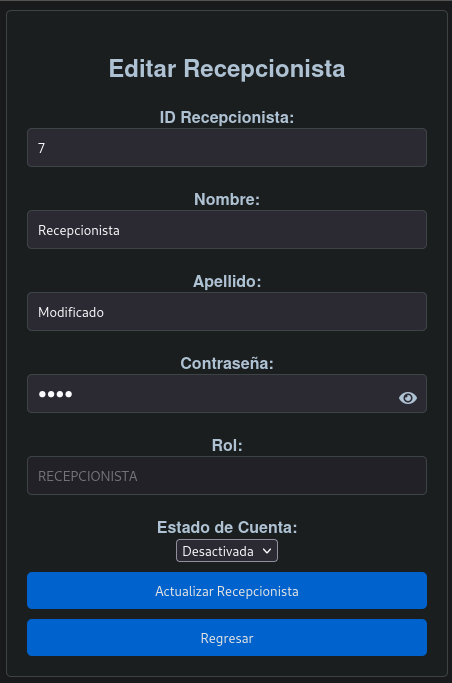 Editar Recepcionista
ID Recepcionista:
7
Nombre:
Recepcionista
Apellido:
Modificado
Contraseña:
●●●●
Rol:
RECEPCIONISTA
Estado de Cuenta:
Desactivada
Actualizar Recepcionista
Regresar